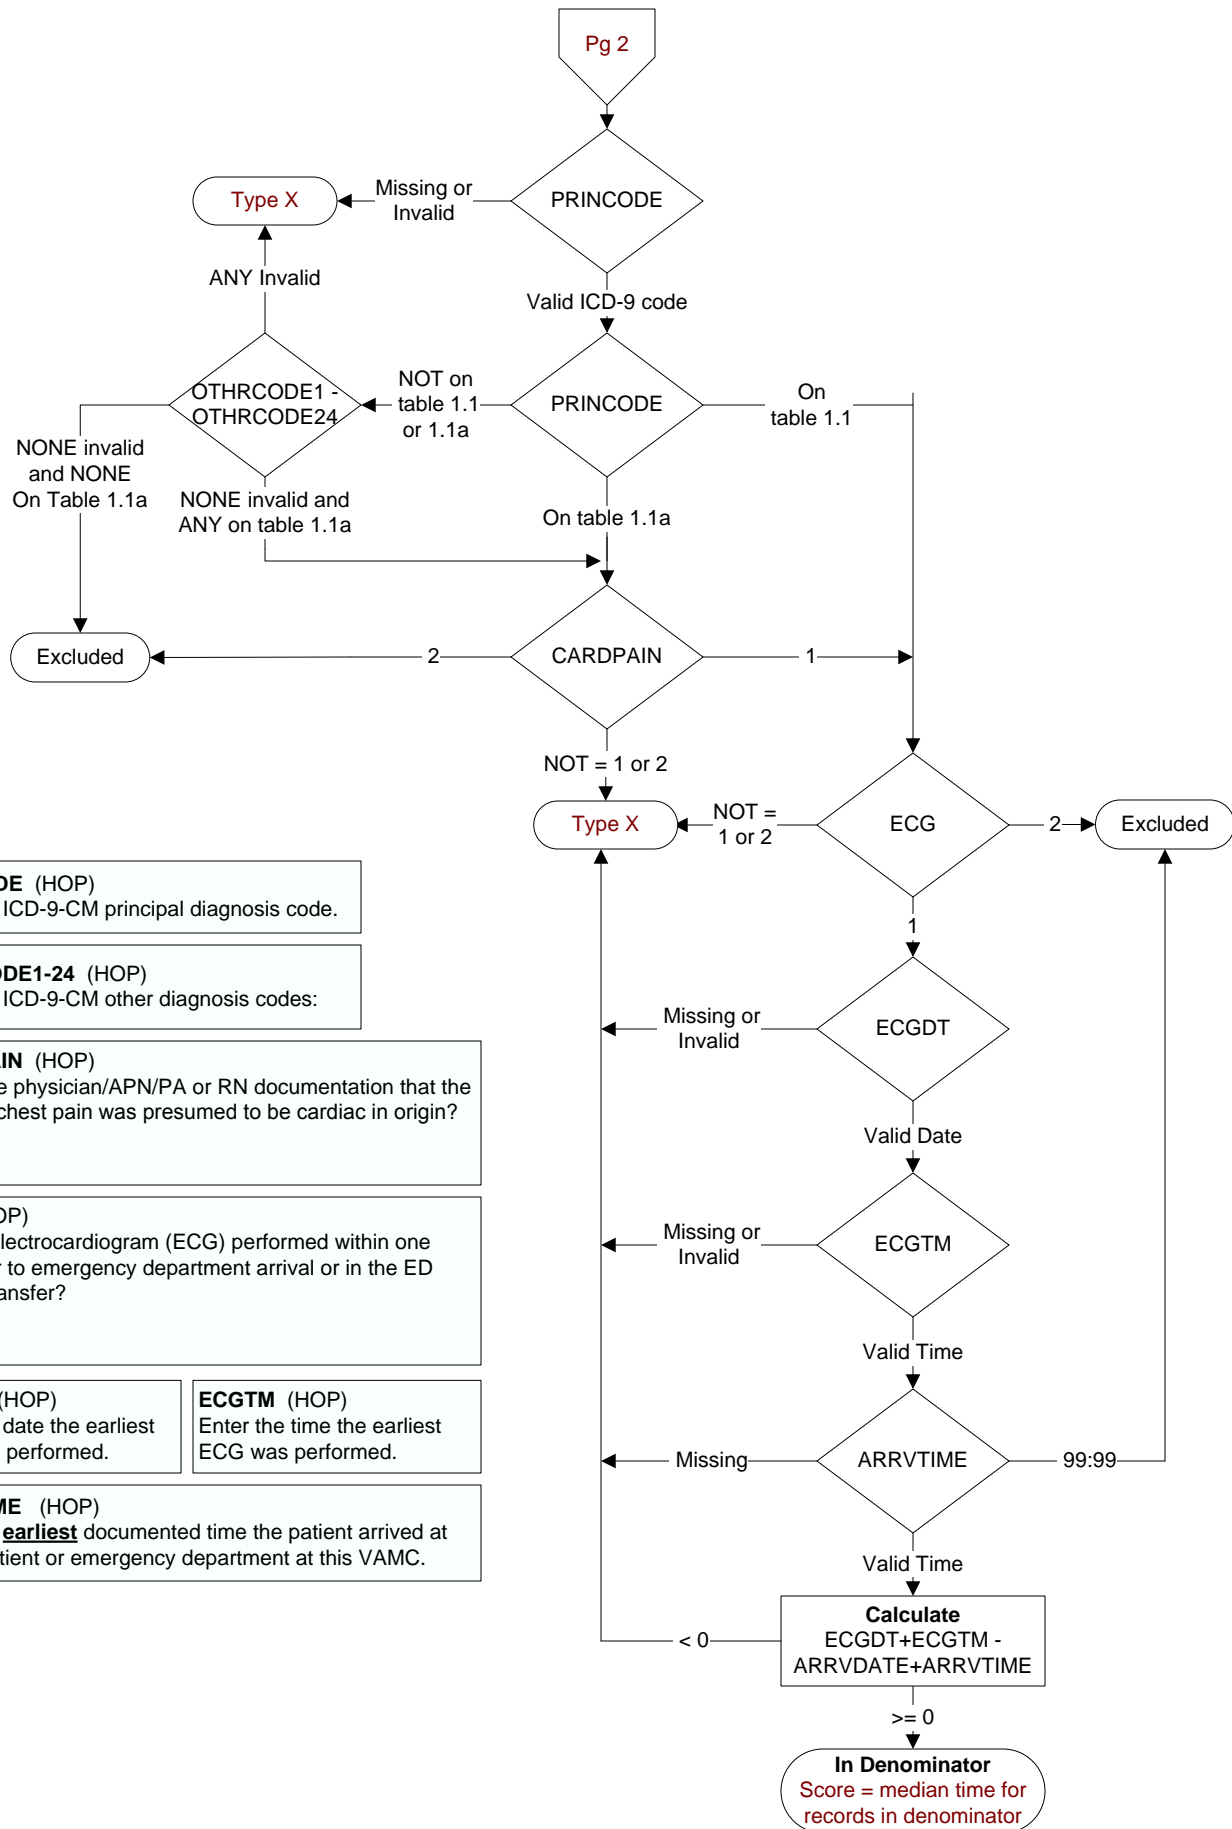 Pg 2
PRINCODE
Missing or
Invalid
Type X
ANY Invalid
Valid ICD-9 code
OTHRCODE1 -
OTHRCODE24
NOT on
table 1.1
or 1.1a
PRINCODE
On
table 1.1
NONE invalid
and NONE
On Table 1.1a
NONE invalid and
ANY on table 1.1a
On table 1.1a
Excluded
2
CARDPAIN
1
NOT = 1 or 2
Type X
NOT =
1 or 2
ECG
2
Excluded
1
DE (HOP)
ICD-9-CM principal diagnosis code.
ODE1-24 (HOP)
ICD-9-CM other diagnosis codes:
Missing or
Invalid
ECGDT
AIN (HOP)
e physician/APN/PA or RN documentation that the
chest pain was presumed to be cardiac in origin?
Valid Date
OP)
lectrocardiogram (ECG) performed within one
r to emergency department arrival or in the ED
ansfer?
Missing or
Invalid
ECGTM
Valid Time
(HOP)
date the earliest
performed.
ECGTM (HOP)
Enter the time the earliest
ECG was performed.
Missing
ARRVTIME
99:99
ME (HOP)
earliest documented time the patient arrived at
tient or emergency department at this VAMC.
Valid Time
Calculate
ECGDT+ECGTM -
ARRVDATE+ARRVTIME
< 0
>= 0
In Denominator
Score = median time for
records in denominator